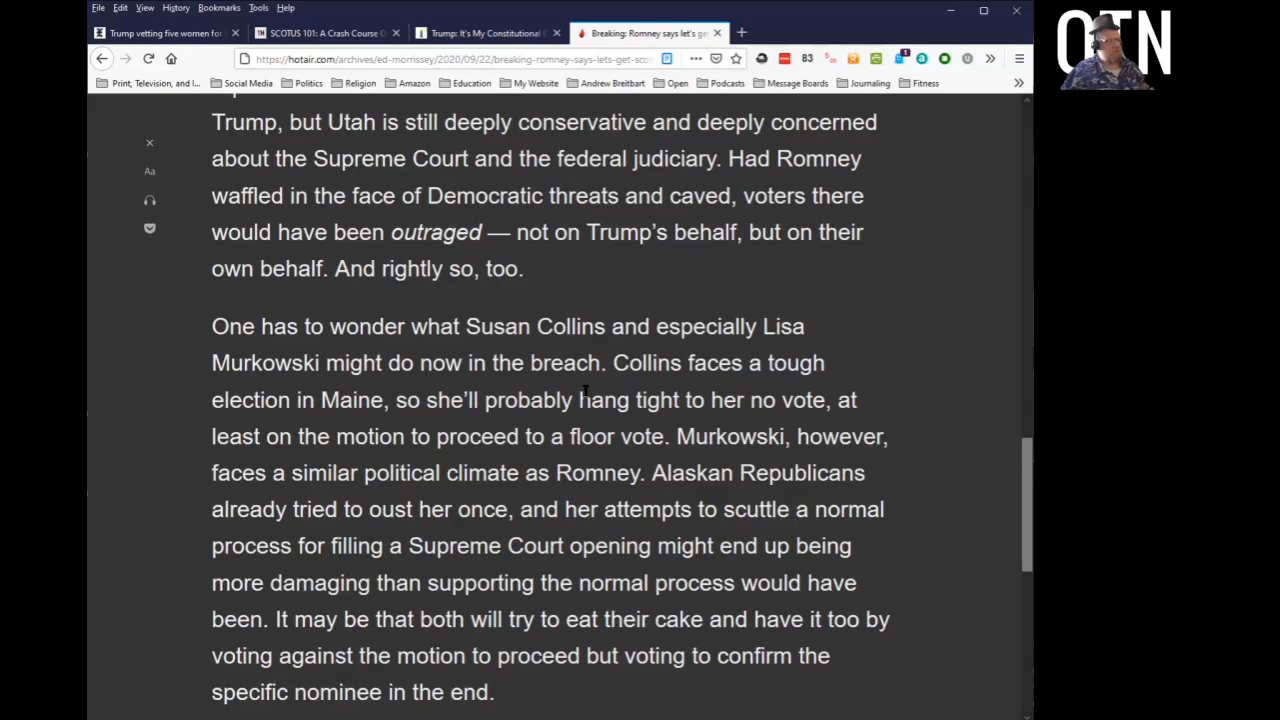 File Edit View History Bookmarks Tools Help
Trump vetting five women for
SCOTUS 101: A Crash Course
Trump: It's My Constitutional
Breaking: Romney says let's ge
https://hotair.com/archives/ed-morrissey/2020/09/22/breaking-romney-says-lets-get-sco
83
1
Print, Television, and I... Social Media Politics Religion Amazon Education My Website Andrew Breitbart Open Podcasts Message Boards Journaling Fitness
OTN
Aa
Trump, but Utah is still deeply conservative and deeply concerned
about the Supreme Court and the federal judiciary. Had Romney
waffled in the face of Democratic threats and caved, voters there
would have been outraged — not on Trump’s behalf, but on their
own behalf. And rightly so, too.
One has to wonder what Susan Collins and especially Lisa
Murkowski might do now in the breach. Collins faces a tough
election in Maine, so she’ll probably hang tight to her no vote, at
least on the motion to proceed to a floor vote. Murkowski, however,
faces a similar political climate as Romney. Alaskan Republicans
already tried to oust her once, and her attempts to scuttle a normal
process for filling a Supreme Court opening might end up being
more damaging than supporting the normal process would have
been. It may be that both will try to eat their cake and have it too by
voting against the motion to proceed but voting to confirm the
specific nominee in the end.